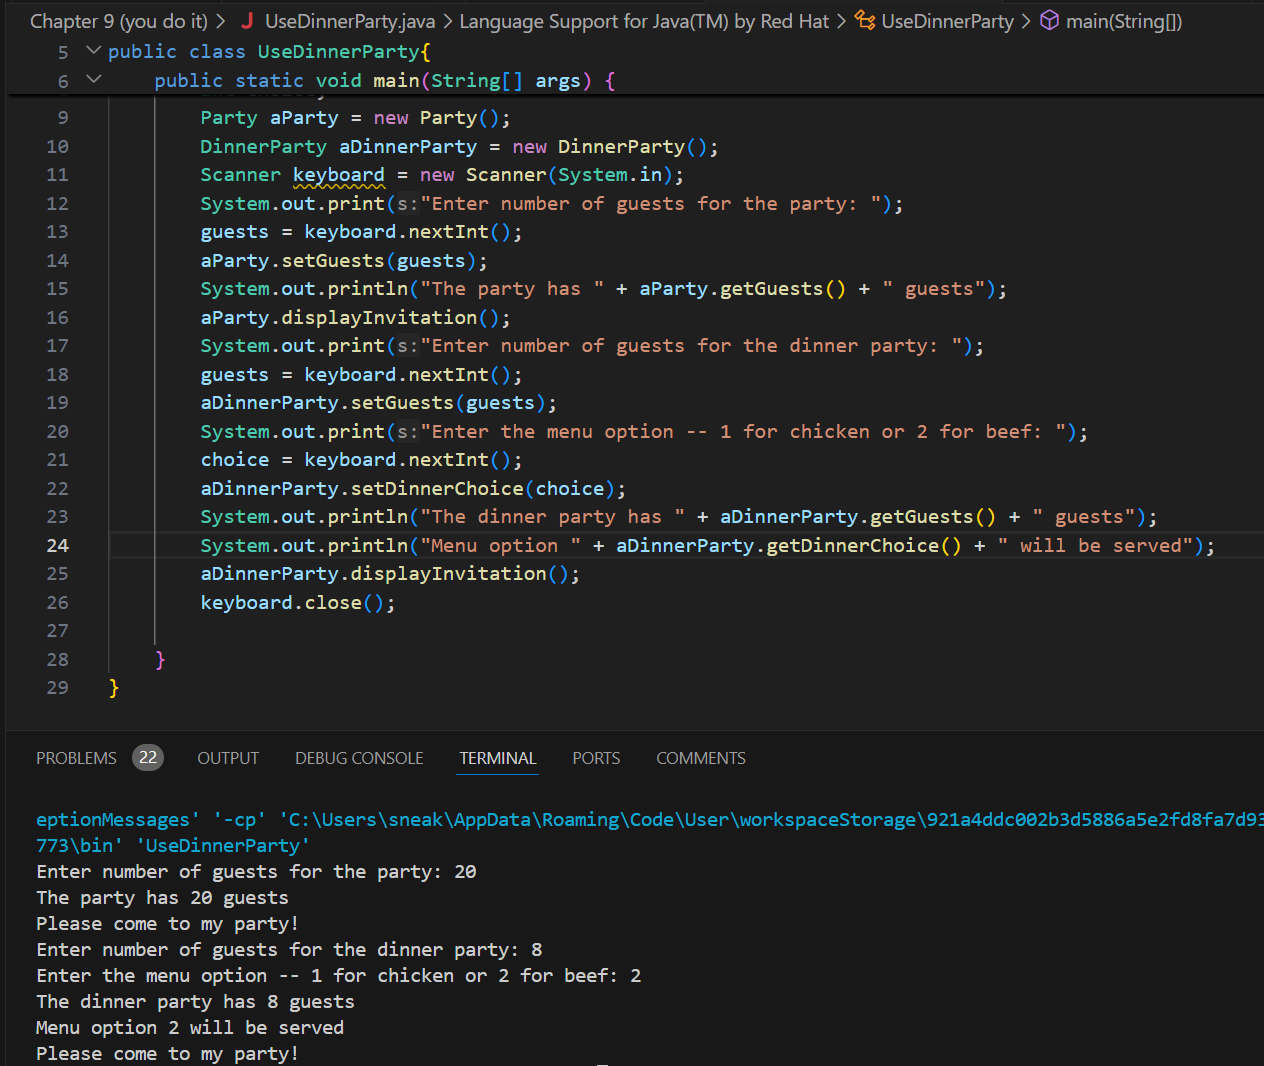 Chapter 9 (you do it) > J UseDinnerParty.java > Language Support for Java(TM) by Red Hat > UseDinnerParty > main(String[])
5 public class UseDinnerParty{
6     public static void main(String[] args) {
9         Party aParty = new Party();
10         DinnerParty aDinnerParty = new DinnerParty();
11         Scanner keyboard = new Scanner(System.in);
12         System.out.print(s:"Enter number of guests for the party: ");
13         guests = keyboard.nextInt();
14         aParty.setGuests(guests);
15         System.out.println("The party has " + aParty.getGuests() + " guests");
16         aParty.displayInvitation();
17         System.out.print(s:"Enter number of guests for the dinner party: ");
18         guests = keyboard.nextInt();
19         aDinnerParty.setGuests(guests);
20         System.out.print(s:"Enter the menu option -- 1 for chicken or 2 for beef: ");
21         choice = keyboard.nextInt();
22         aDinnerParty.setDinnerChoice(choice);
23         System.out.println("The dinner party has " + aDinnerParty.getGuests() + " guests");
24         System.out.println("Menu option " + aDinnerParty.getDinnerChoice() + " will be served");
25         aDinnerParty.displayInvitation();
26         keyboard.close();
27
28     }
29 }
PROBLEMS 22 OUTPUT DEBUG CONSOLE TERMINAL PORTS COMMENTS
eptionMessages' '-cp' 'C:\Users\sneak\AppData\Roaming\Code\User\workspaceStorage\921a4ddc002b3d5886a5e2fd8fa7d93
773\bin' 'UseDinnerParty'
Enter number of guests for the party: 20
The party has 20 guests
Please come to my party!
Enter number of guests for the dinner party: 8
Enter the menu option -- 1 for chicken or 2 for beef: 2
The dinner party has 8 guests
Menu option 2 will be served
Please come to my party!